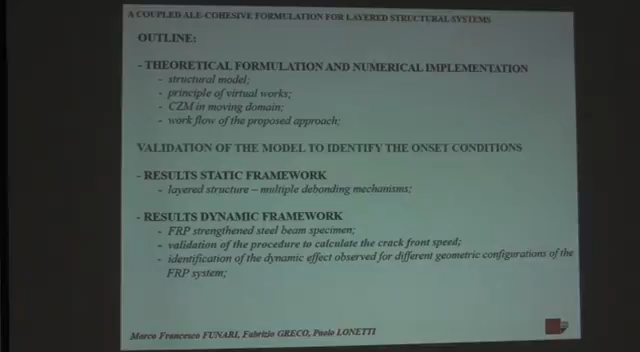 A COUPLED ALE-COHESIVE FORMULATION FOR LAYERED STRUCTURAL SYSTEMS
OUTLINE:
- THEORETICAL FORMULATION AND NUMERICAL IMPLEMENTATION
- structural model;
- principle of virtual works;
- CZM in moving domain;
- work flow of the proposed approach;
VALIDATION OF THE MODEL TO IDENTIFY THE ONSET CONDITIONS
- RESULTS STATIC FRAMEWORK
- layered structure – multiple debonding mechanisms;
- RESULTS DYNAMIC FRAMEWORK
- FRP strengthened steel beam specimen;
- validation of the procedure to calculate the crack front speed;
- identification of the dynamic effect observed for different geometric configurations of the
FRP system;
Marco Francesco FUNARI, Fabrizio GRECO, Paolo LONETTI